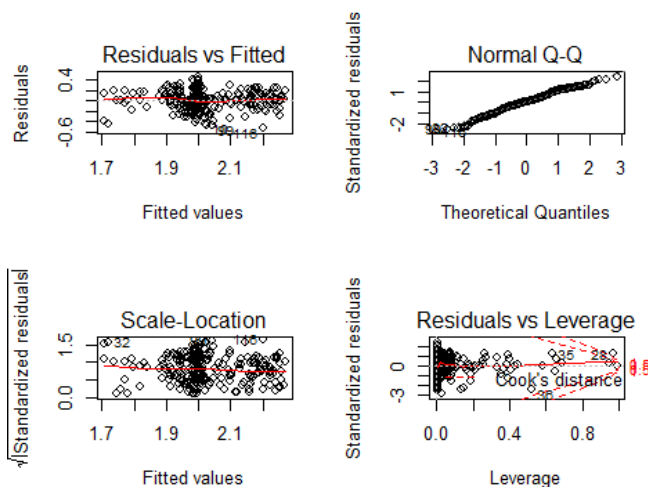 Residuals vs Fitted
Residuals
0.4
-0.6
1.7 1.9 2.1
Fitted values
Normal Q-Q
Standardized residuals
1
-2
-3 -2 -1 0 1 2 3
Theoretical Quantiles
Scale-Location
√|Standardized residuals|
1.5
0.0
32
1.7 1.9 2.1
Fitted values
Residuals vs Leverage
Standardized residuals
0
-3
35
Cook's distance
0.0 0.4 0.8
Leverage